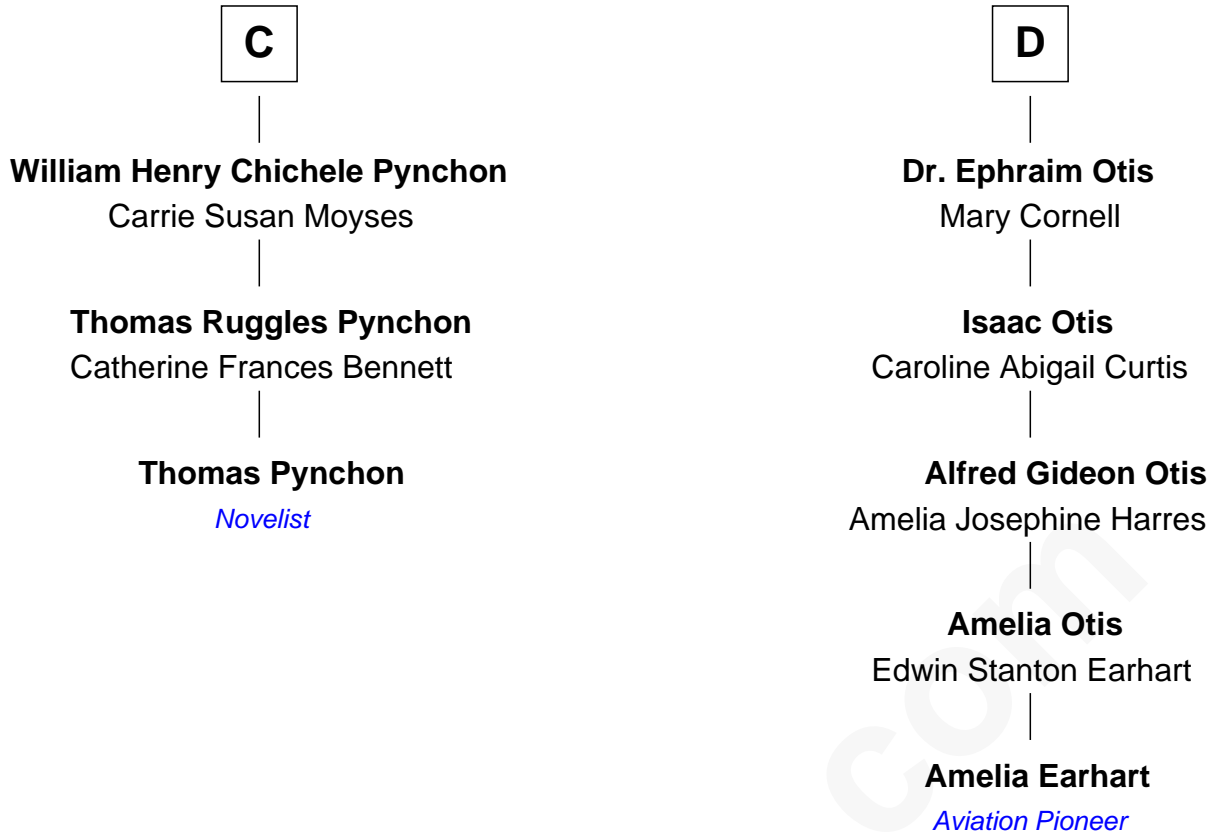 C
William Henry Chichele Pynchon
Carrie Susan Moyses
Thomas Ruggles Pynchon
Catherine Frances Bennett
Thomas Pynchon
Novelist
D
Dr. Ephraim Otis
Mary Cornell
Isaac Otis
Caroline Abigail Curtis
Alfred Gideon Otis
Amelia Josephine Harres
Amelia Otis
Edwin Stanton Earhart
Amelia Earhart
Aviation Pioneer
com